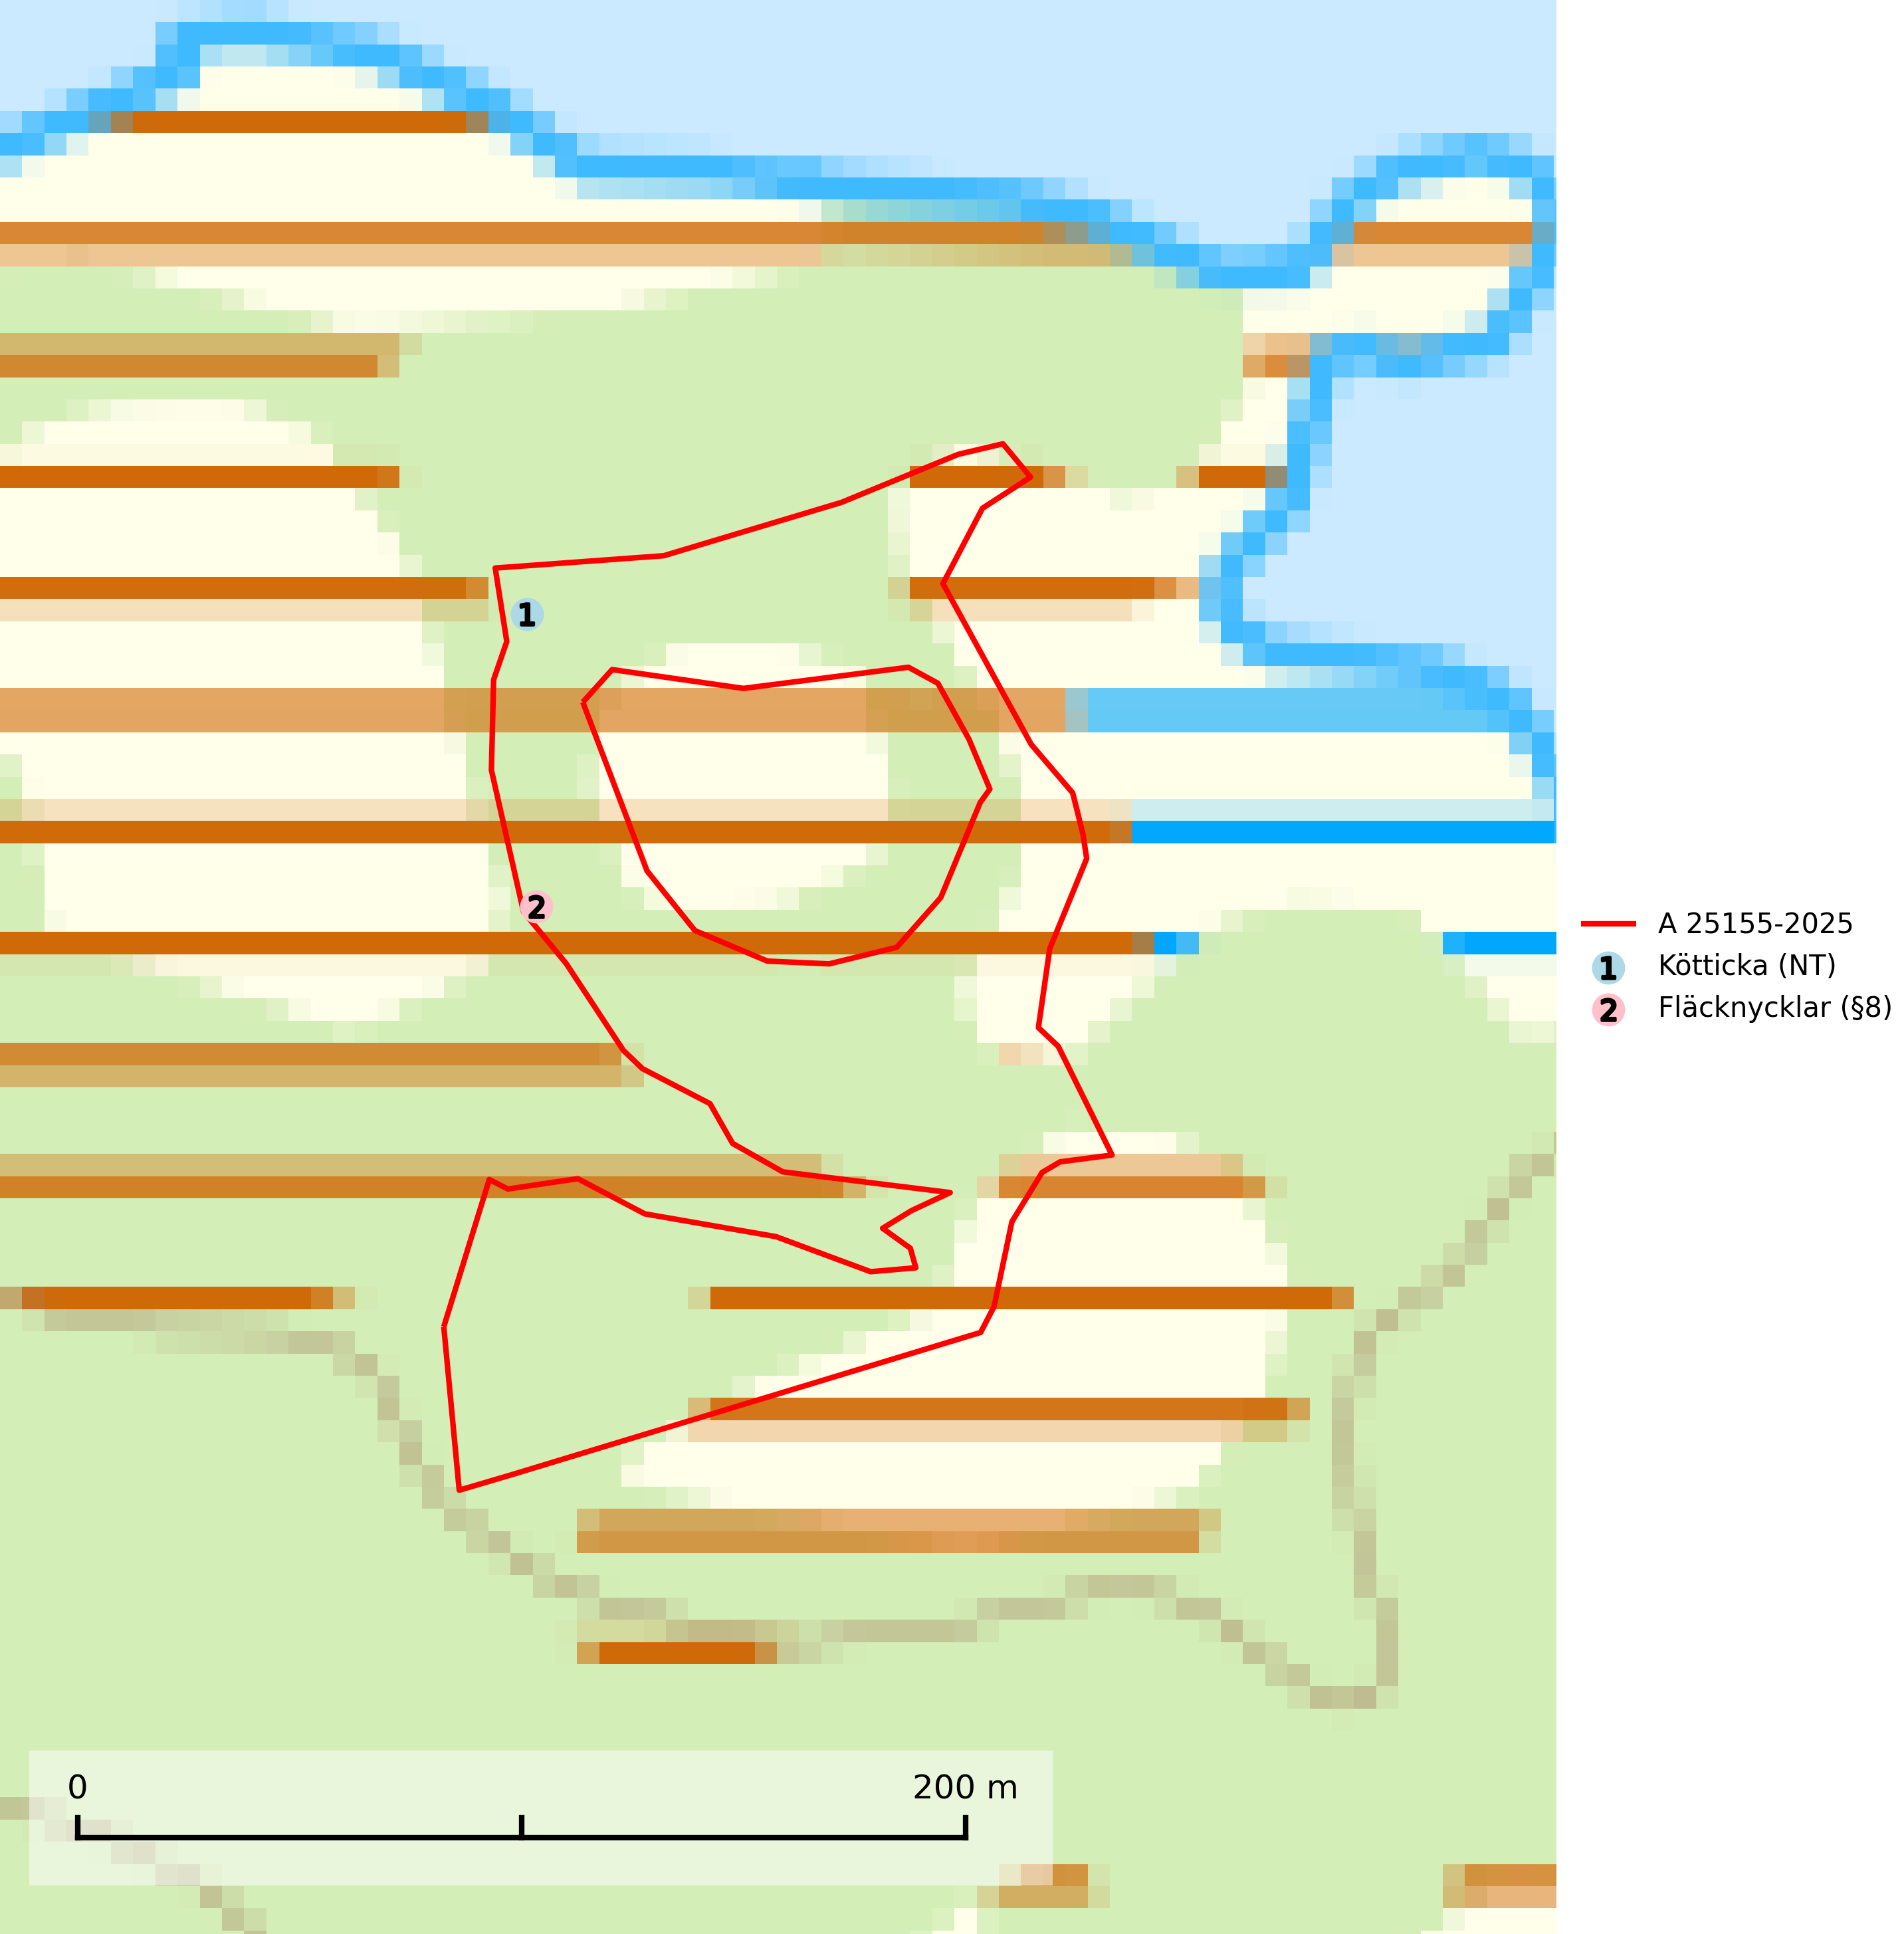 1
2
A 25155-2025
1 Kötticka (NT)
2 Fläcknycklar (§8)
0 200 m